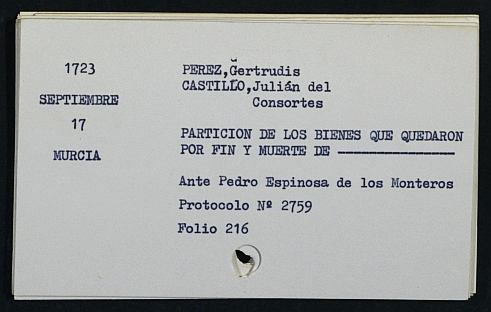 1723
SEPTIEMBRE
17
MURCIA
PEREZ, Gertrudis
CASTILLO, Julián del
Consortes
PARTICION DE LOS BIENES QUE QUEDARON
POR FIN Y MUERTE DE ----------------
Ante Pedro Espinosa de los Monteros
Protocolo Nº 2759
Folio 216